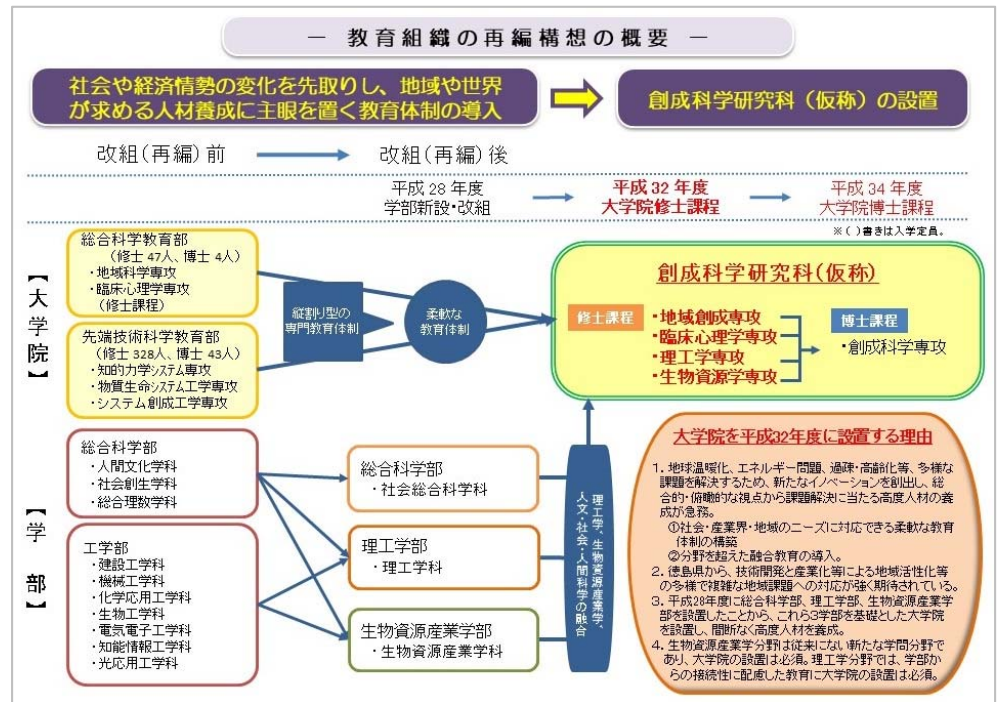 － 教育組織の再編構想の概要 －
社会や経済情勢の変化を先取りし、地域や世界
が求める人材養成に主眼を置く教育体制の導入
創成科学研究科（仮称）の設置
改組（再編）前
改組（再編）後
平成 28 年度
学部新設・改組
平成 32 年度
大学院修士課程
平成 34 年度
大学院博士課程
※（ ）書きは入学定員。
【大学院】
総合科学教育部
（修士 47人、博士 4人）
・地域科学専攻
・臨床心理学専攻
（修士課程）
先端技術科学教育部
（修士 328人、博士 43人）
・知的力学システム専攻
・物質生命システム工学専攻
・システム創成工学専攻
縦割り型の
専門教育体制
柔軟な
教育体制
創成科学研究科（仮称）
修士課程
・地域創成専攻
・臨床心理学専攻
・理工学専攻
・生物資源学専攻
博士課程
・創成科学専攻
【学 部】
総合科学部
・人間文化学科
・社会創生学科
・総合理数学科
工学部
・建設工学科
・機械工学科
・化学応用工学科
・生物工学科
・電気電子工学科
・知能情報工学科
・光応用工学科
総合科学部
・社会総合科学科
理工学部
・理工学科
生物資源産業学部
・生物資源産業学科
理工学、生物資源産業学、
人文・社会・人間科学の融合
大学院を平成32年度に設置する理由
1. 地球温暖化、エネルギー問題、過疎・高齢化等、多様な
課題を解決するため、新たなイノベーションを創出し、総
合的・俯瞰的な視点から課題解決に当たる高度人材の養
成が急務。
①社会・産業界・地域のニーズに対応できる柔軟な教育
体制の構築
②分野を超えた融合教育の導入。
2. 徳島県から、技術開発と産業化等による地域活性化等
の多様で複雑な地域課題への対応が強く期待されている。
3. 平成28年度に総合科学部、理工学部、生物資源産業学
部を設置したことから、これら3学部を基礎とした大学院
を設置し、間断なく高度人材を養成。
4. 生物資源産業学分野は従来にない新たな学問分野で
あり、大学院の設置は必須。理工学分野では、学部か
らの接続性に配慮した教育に大学院の設置は必須。